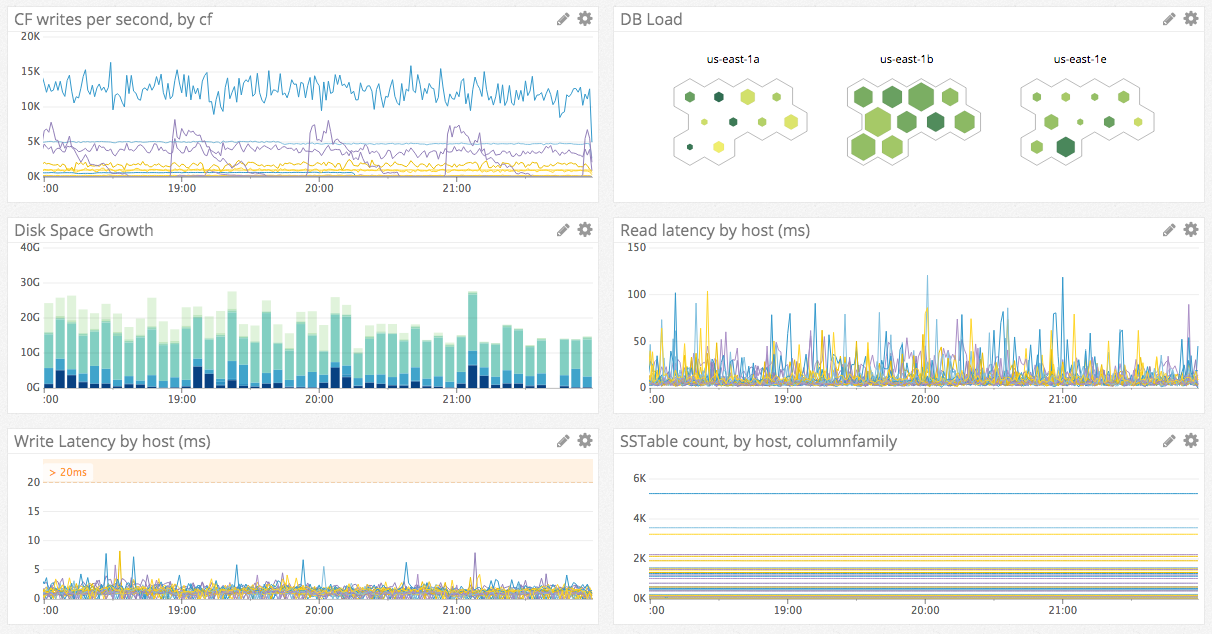 CF writes per second, by cf
20K
15K
10K
5K
0K
:00 19:00 20:00 21:00
DB Load
us-east-1a us-east-1b us-east-1e
Disk Space Growth
40G
30G
20G
10G
0G
:00 19:00 20:00 21:00
Read latency by host (ms)
150
100
50
0
:00 19:00 20:00 21:00
Write Latency by host (ms)
> 20ms
20
15
10
5
0
:00 19:00 20:00 21:00
SSTable count, by host, columnfamily
6K
4K
2K
0K
:00 19:00 20:00 21:00